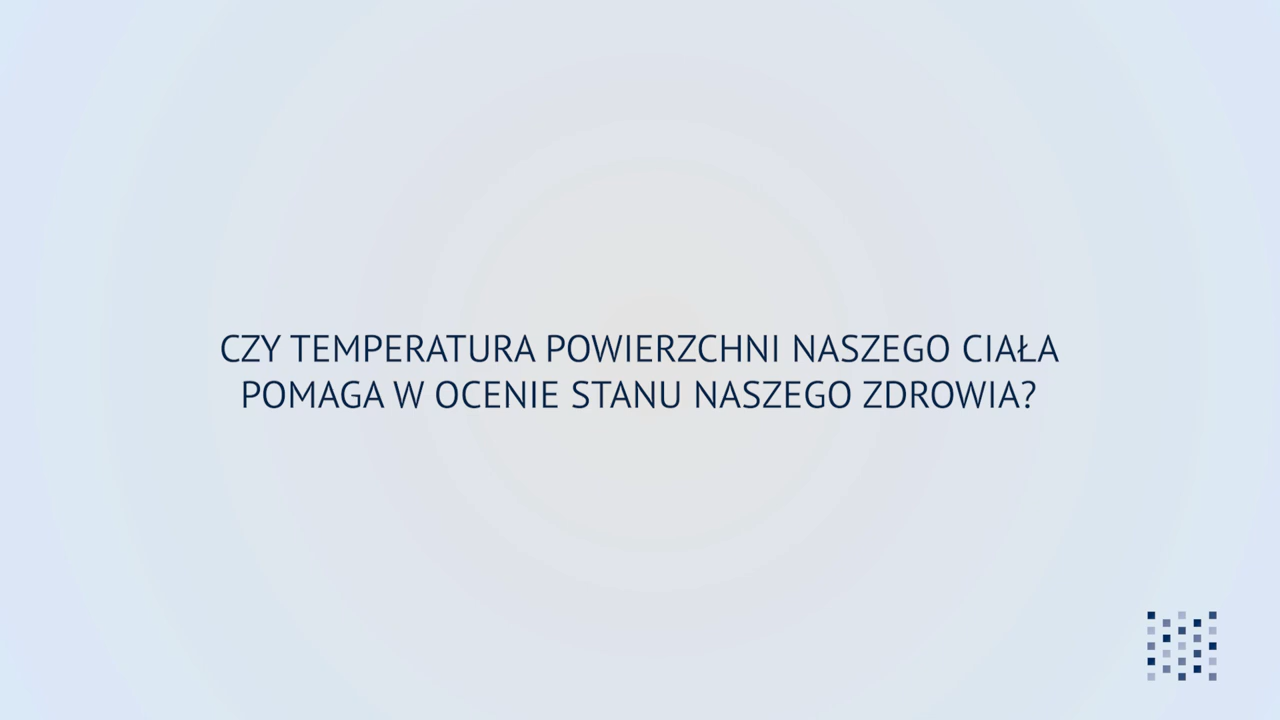 CZY TEMPERATURA POWIERZCHNI NASZEGO CIAŁA
POMAGA W OCENIE STANU NASZEGO ZDROWIA?